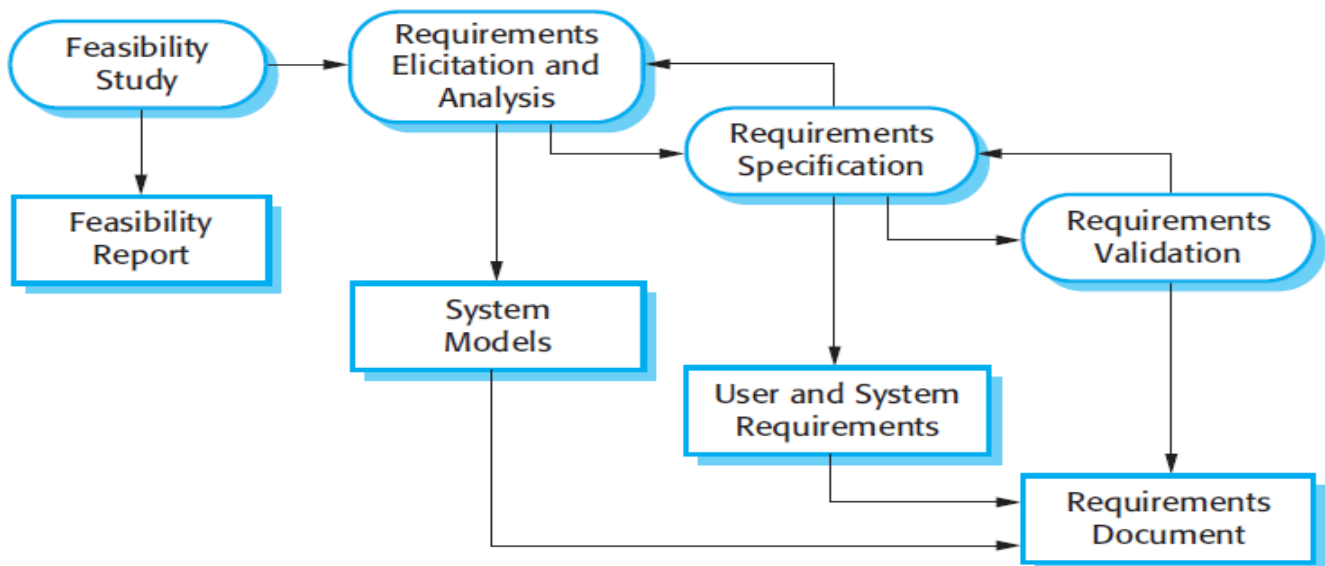 Feasibility
Study
Requirements
Elicitation and
Analysis
Requirements
Specification
Requirements
Validation
Feasibility
Report
System
Models
User and System
Requirements
Requirements
Document